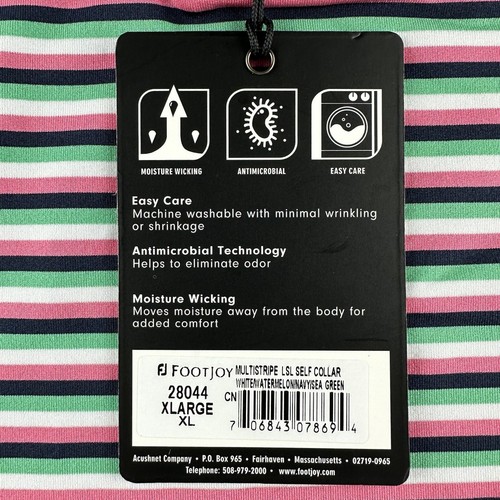 MOISTURE WICKING
ANTIMICROBIAL
EASY CARE
Easy Care
Machine washable with minimal wrinkling
or shrinkage
Antimicrobial Technology
Helps to eliminate odor
Moisture Wicking
Moves moisture away from the body for
added comfort
FJ FOOTJOY MULTISTRIPE LSL SELF COLLAR
WHITE/WATERMELON/NAVY/SEA GREEN
28044
CN
XLARGE
XL
7 06843 07869 4
Acushnet Company • P.O. Box 965 • Fairhaven • Massachusetts • 02719-0965
Telephone: 508-979-2000 • www.footjoy.com